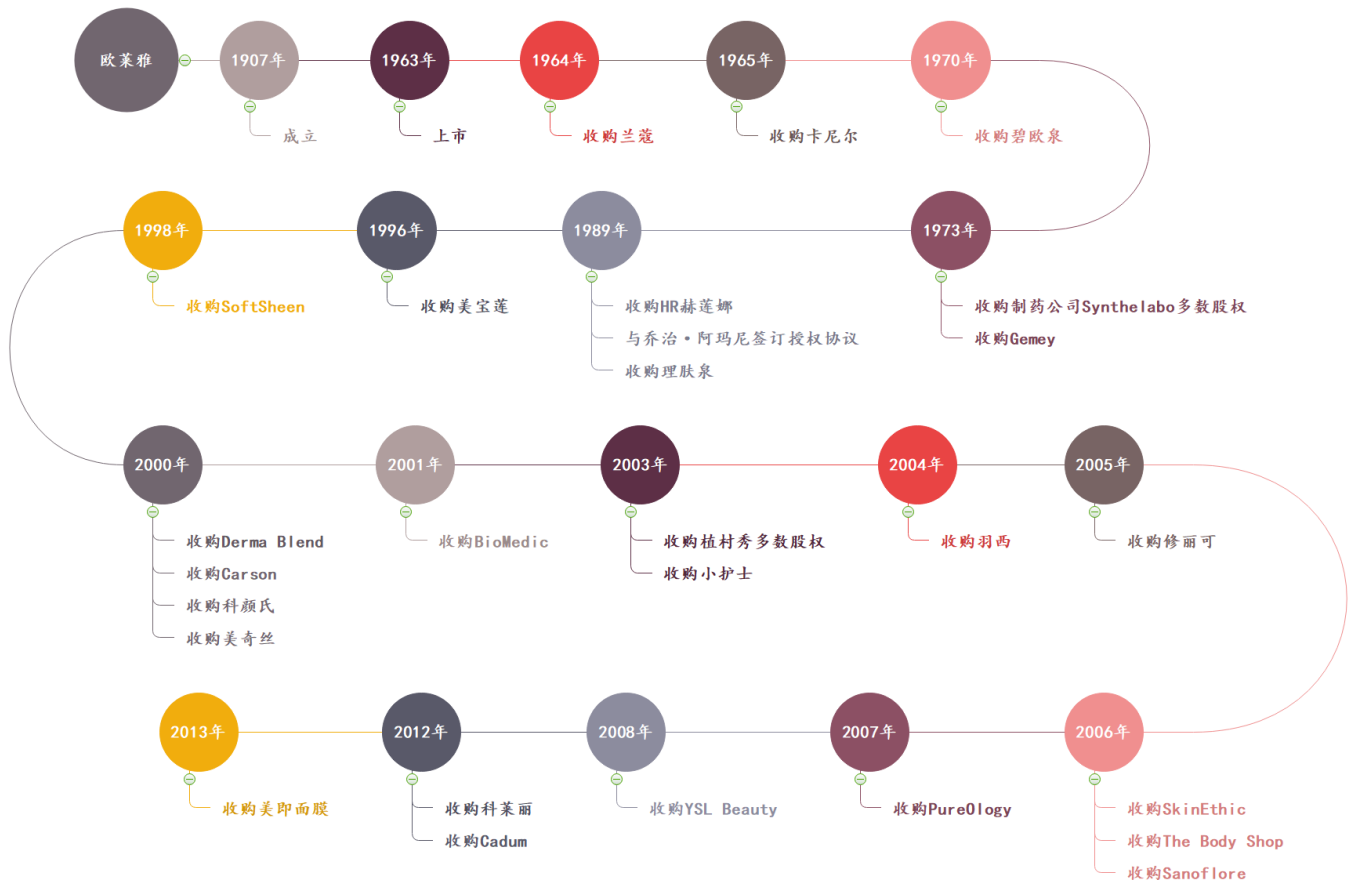 欧莱雅
1907年
成立
1963年
上市
1964年
收购兰蔻
1965年
收购卡尼尔
1970年
收购碧欧泉
1973年
收购制药公司Synthelabo多数股权
收购Gemey
1989年
收购HR赫莲娜
与乔治·阿玛尼签订授权协议
收购理肤泉
1996年
收购美宝莲
1998年
收购SoftSheen
2000年
收购Derma Blend
收购Carson
收购科颜氏
收购美奇丝
2001年
收购BioMedic
2003年
收购植村秀多数股权
收购小护士
2004年
收购羽西
2005年
收购修丽可
2006年
收购SkinEthic
收购The Body Shop
收购Sanoflore
2007年
收购PureOlogy
2008年
收购YSL Beauty
2012年
收购科莱丽
收购Cadum
2013年
收购美即面膜